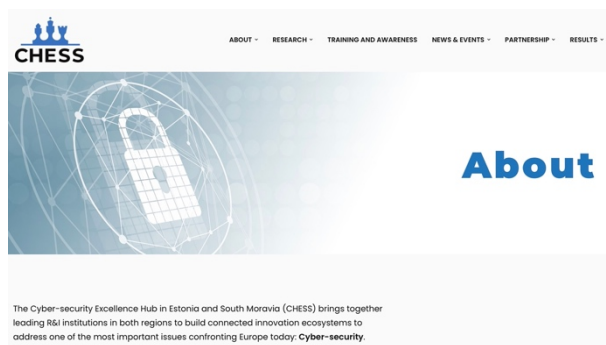 CHESS
ABOUT RESEARCH TRAINING AND AWARENESS NEWS & EVENTS PARTNERSHIP RESULTS
About
The Cyber-security Excellence Hub in Estonia and South Moravia (CHESS) brings together
leading R&I institutions in both regions to build connected innovation ecosystems to
address one of the most important issues confronting Europe today: Cyber-security.